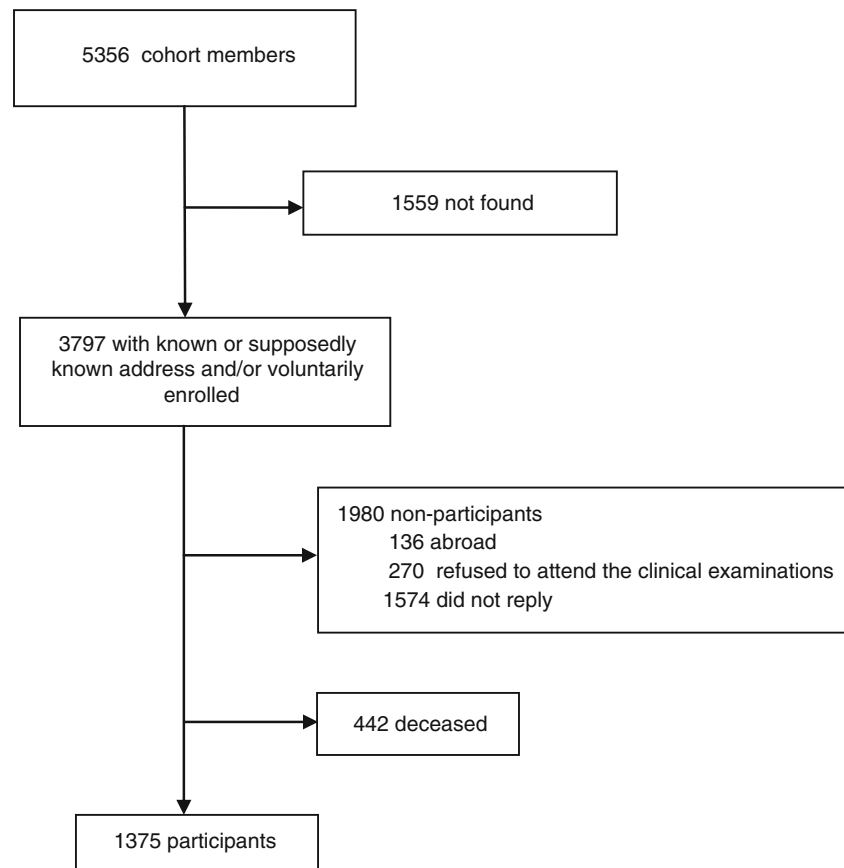 5356 cohort members
1559 not found
3797 with known or supposedly
known address and/or voluntarily
enrolled
1980 non-participants
136 abroad
270 refused to attend the clinical examinations
1574 did not reply
442 deceased
1375 participants